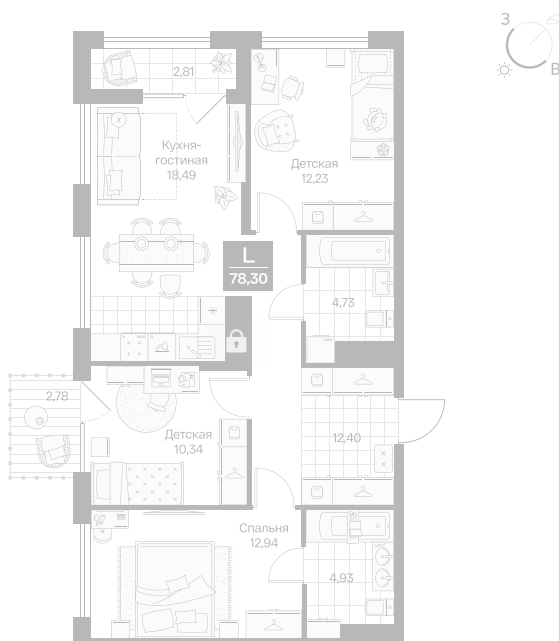 З
В
2,81
Кухня-
гостиная
18,49
Детская
12,23
L
78,30
4,73
2,78
Детская
10,34
12,40
Спальня
12,94
4,93